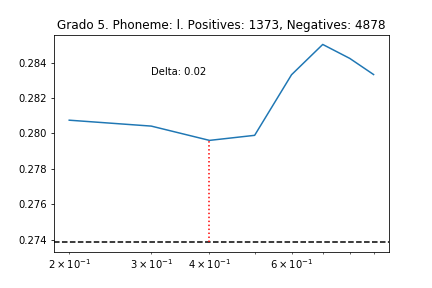 Grado 5. Phoneme: l. Positives: 1373, Negatives: 4878
Delta: 0.02
0.284
0.282
0.280
0.278
0.276
0.274
2 × 10⁻¹
3 × 10⁻¹
4 × 10⁻¹
6 × 10⁻¹